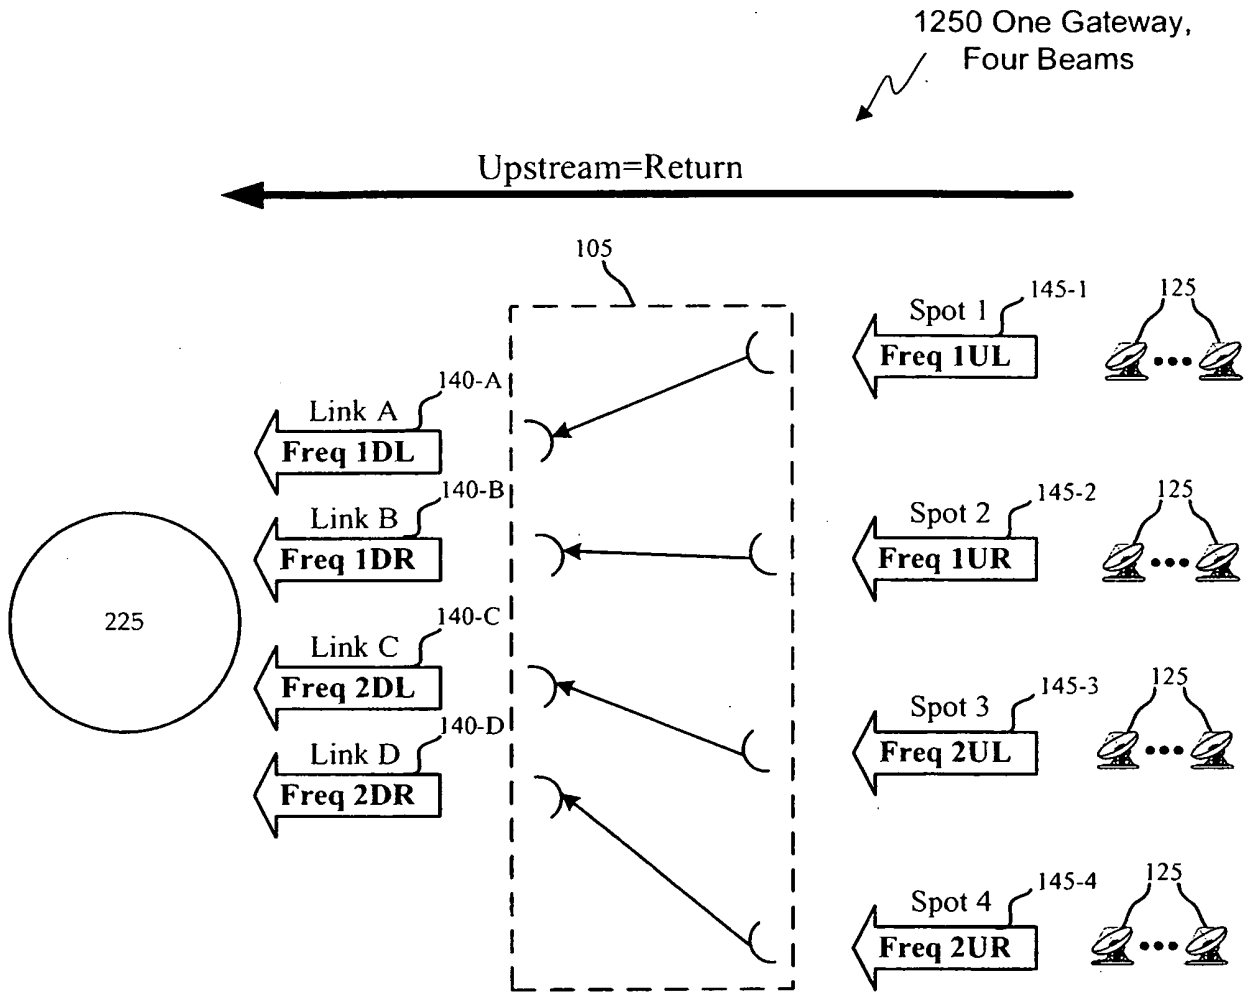 1250 One Gateway,
Four Beams
Upstream=Return
105
Spot 1
145-1
125
Freq 1UL
Link A
140-A
Freq 1DL
Link B
140-B
Freq 1DR
Spot 2
145-2
125
Freq 1UR
225
Link C
140-C
Freq 2DL
Link D
140-D
Freq 2DR
Spot 3
145-3
125
Freq 2UL
Spot 4
145-4
125
Freq 2UR